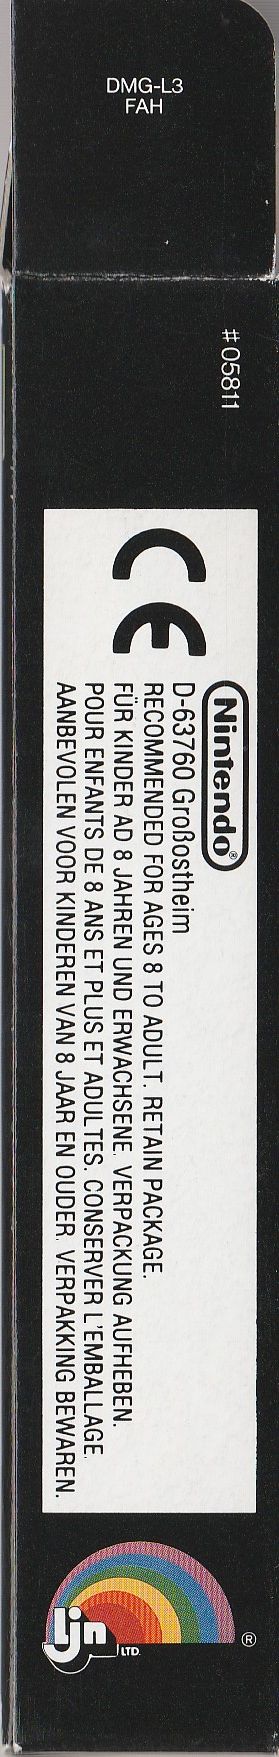 DMG-L3
FAH
#05811
CE
Nintendo®
D-63760 Großostheim
RECOMMENDED FOR AGES 8 TO ADULT. RETAIN PACKAGE.
FÜR KINDER AD 8 JAHREN UND ERWACHSENE. VERPACKUNG AUFHEBEN.
POUR ENFANTS DE 8 ANS ET PLUS ET ADULTES. CONSERVER L'EMBALLAGE.
AANBEVOLEN VOOR KINDEREN VAN 8 JAAR EN OUDER. VERPAKKING BEWAREN.
ljn LTD. ®